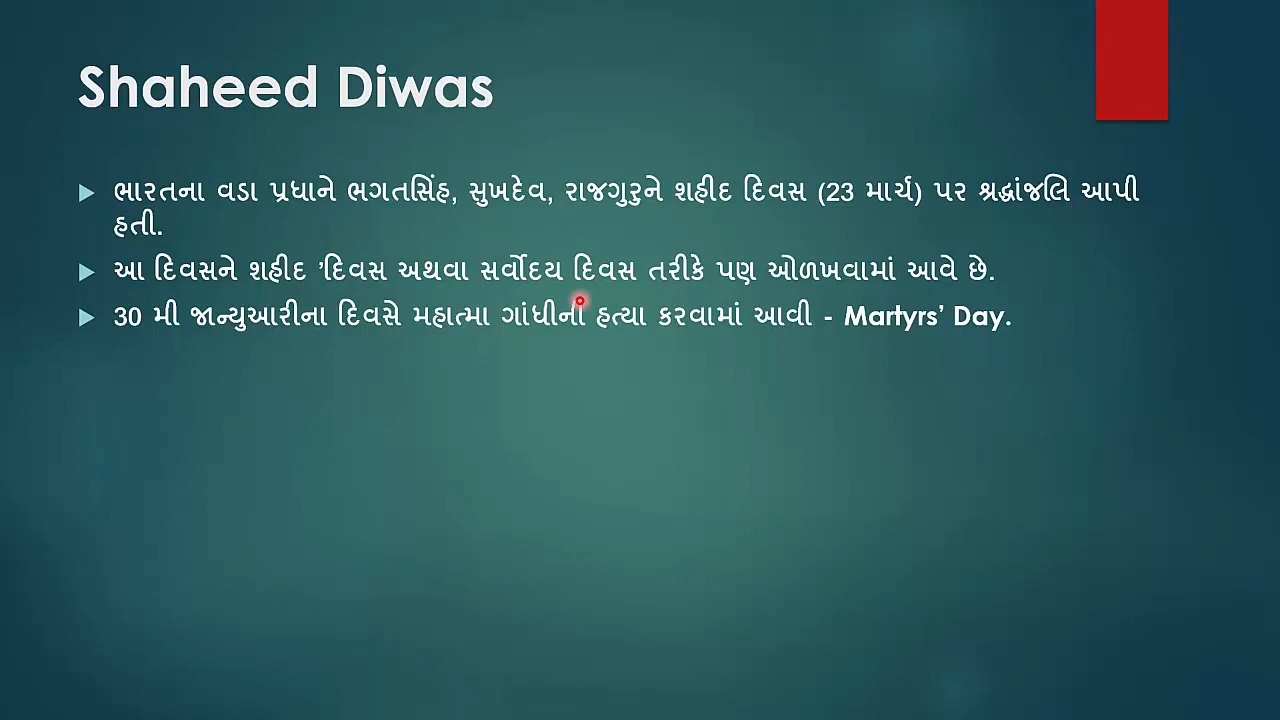 Shaheed Diwas
ભારતના વડા પ્રધાને ભગતસિંહ, સુખદેવ, રાજગુરુને શહીદ દિવસ (23 માર્ચ) પર શ્રદ્ધાંજલિ આપી
હતી.
આ દિવસને શહીદ 'દિવસ અથવા સર્વોદય દિવસ તરીકે પણ ઓળખવામાં આવે છે.
30 મી જાન્યુઆરીના દિવસે મહાત્મા ગાંધીની હત્યા કરવામાં આવી - Martyrs' Day.